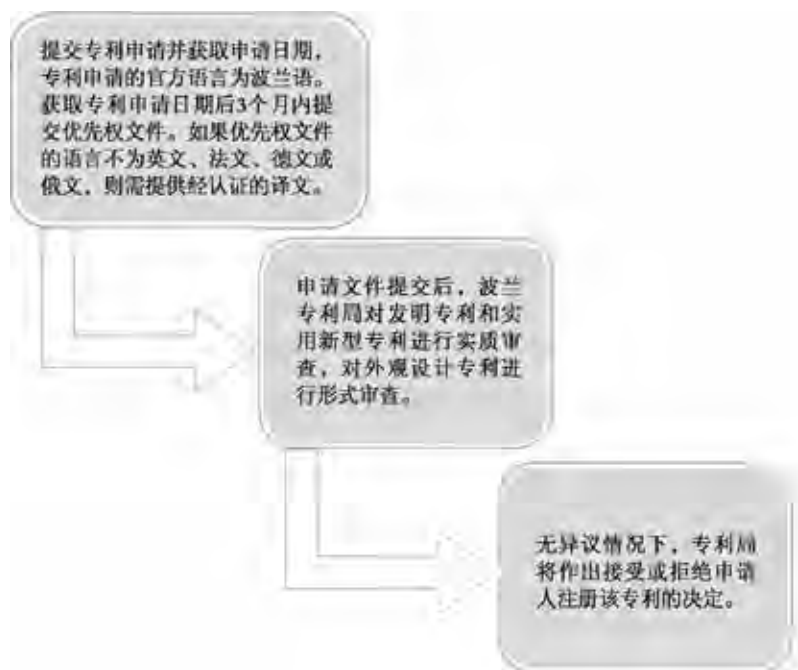 提交专利申请并获取申请日期，
专利申请的官方语言为波兰语。
获取专利申请日期后3个月内提
交优先权文件。如果优先权文件
的语言不为英文、法文、德文或
俄文，则需提供经认证的译文。
申请文件提交后，波兰
专利局对发明专利和实
用新型专利进行实质审
查，对外观设计专利进
行形式审查。
无异议情况下，专利局
将作出接受或拒绝申请
人注册该专利的决定。